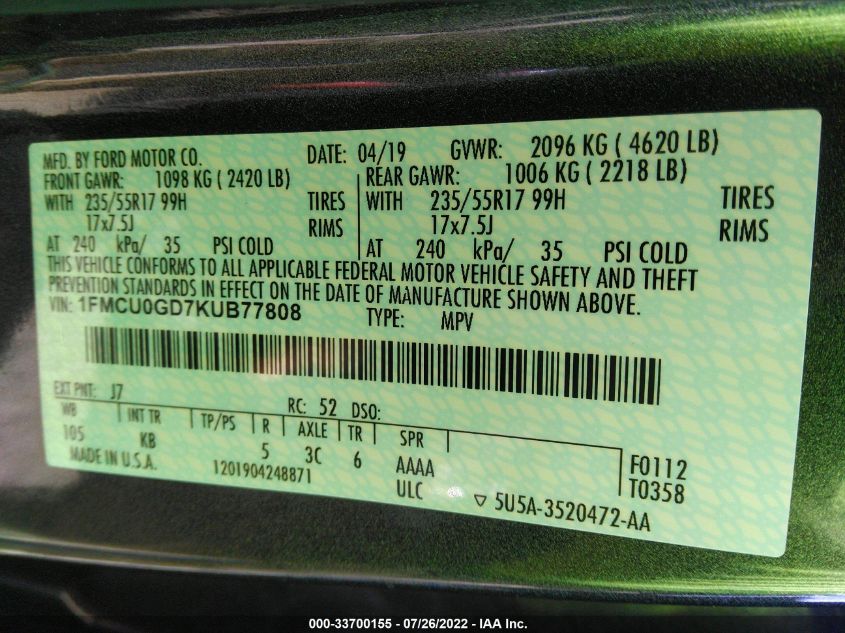 MFD. BY FORD MOTOR CO. DATE: 04/19 GVWR: 2096 KG ( 4620 LB)
FRONT GAWR: 1098 KG ( 2420 LB) REAR GAWR: 1006 KG ( 2218 LB)
WITH 235/55R17 99H TIRES WITH 235/55R17 99H TIRES
17x7.5J RIMS 17x7.5J RIMS
AT 240 kPa/ 35 PSI COLD AT 240 kPa/ 35 PSI COLD
THIS VEHICLE CONFORMS TO ALL APPLICABLE FEDERAL MOTOR VEHICLE SAFETY AND THEFT
PREVENTION STANDARDS IN EFFECT ON THE DATE OF MANUFACTURE SHOWN ABOVE.
VIN: 1FMCU0GD7KUB77808 TYPE: MPV
EXT PNT: J7 RC: 52 DSO:
WB INT TR TP/PS R AXLE TR SPR
105 KB 5 3C 6 AAAA F0112
MADE IN U.S.A. 1201904248871 ULC T0358
▽ 5U5A-3520472-AA
000-33700155 - 07/26/2022 - IAA Inc.